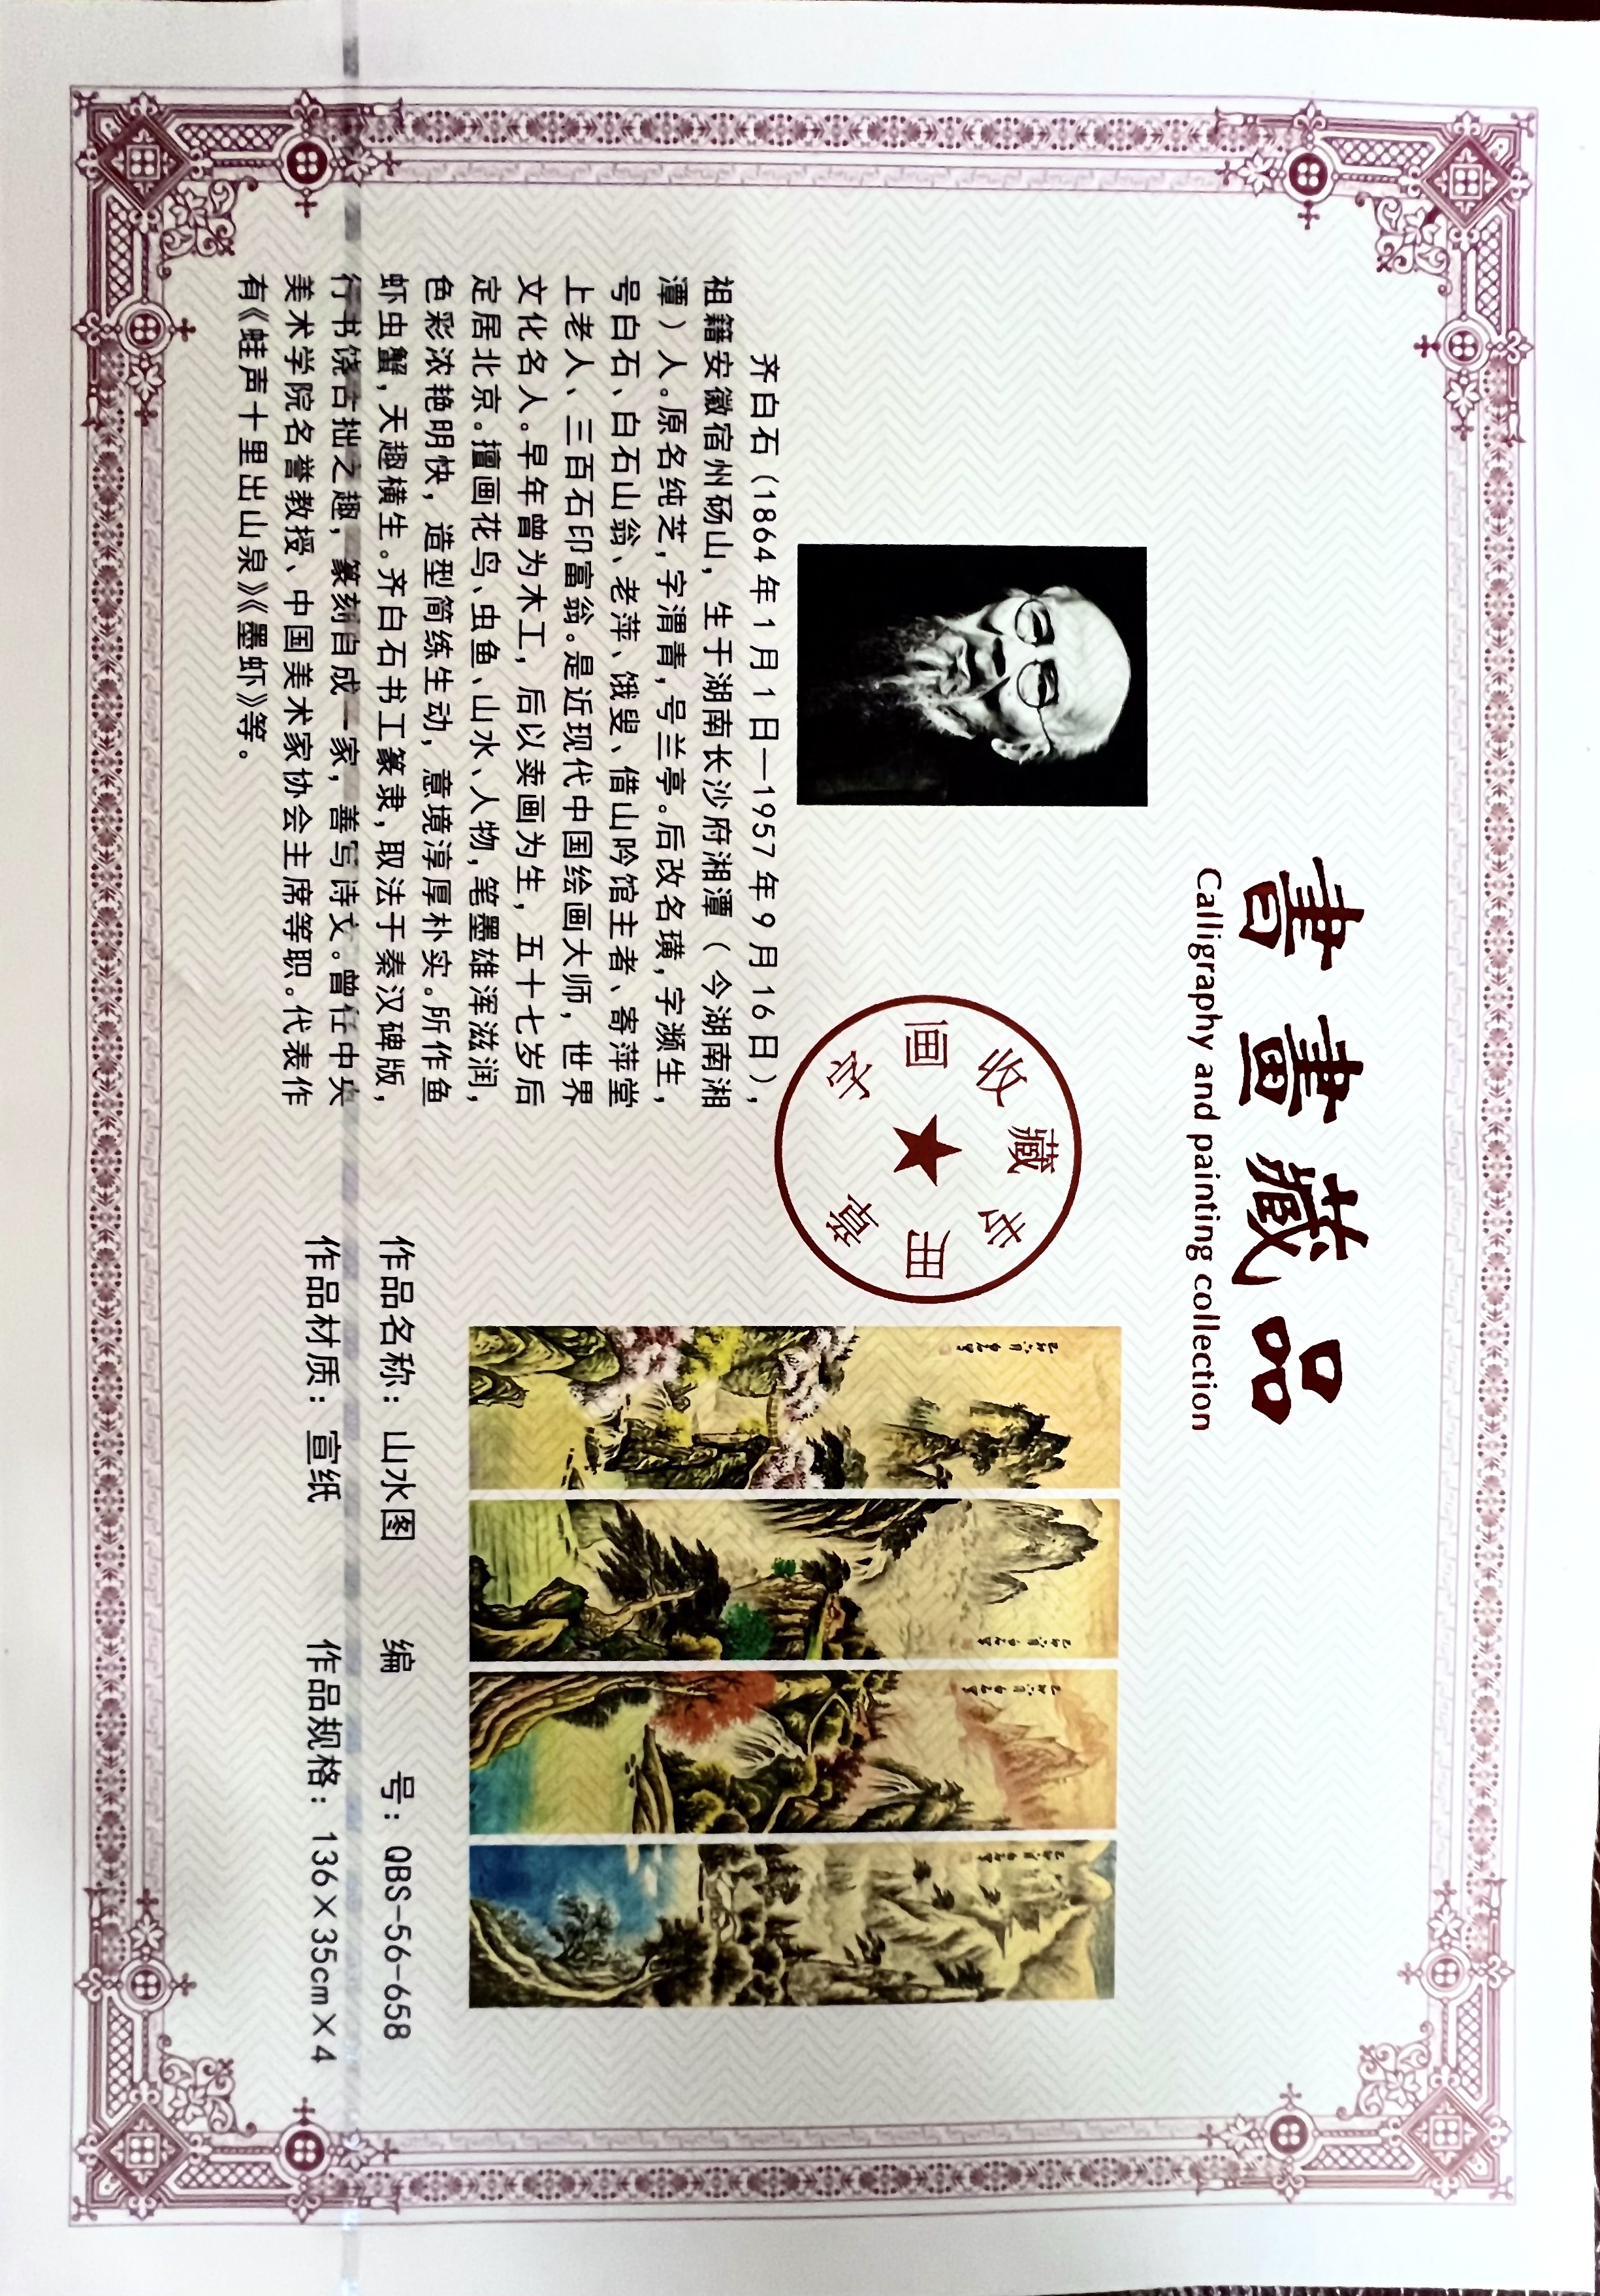 書畫藏品
Calligraphy and painting collection
齐白石（1864年1月1日—1957年9月16日），
祖籍安徽宿州砀山，生于湖南长沙府湘潭（今湖南湘
潭）人。原名纯芝，字渭青，号兰亭。后改名璜，字濒生，
号白石、白石山翁、老萍、饿叟、借山吟馆主者、寄萍堂
上老人、三百石印富翁。是近现代中国绘画大师，世界
文化名人。早年曾为木工，后以卖画为生，五十七岁后
定居北京。擅画花鸟、虫鱼、山水、人物，笔墨雄浑滋润，
色彩浓艳明快，造型简练生动，意境淳厚朴实。所作鱼
虾虫蟹，天趣横生。齐白石书工篆隶，取法于秦汉碑版，
行书饶古拙之趣，篆刻自成一家，善写诗文。曾任中央
美术学院名誉教授、中国美术家协会主席等职。代表作
有《蛙声十里出山泉》《墨虾》等。
字画收藏专用章
作品名称：山水图
编 号：QBS-56-658
作品材质：宣纸
作品规格：136×35cm×4